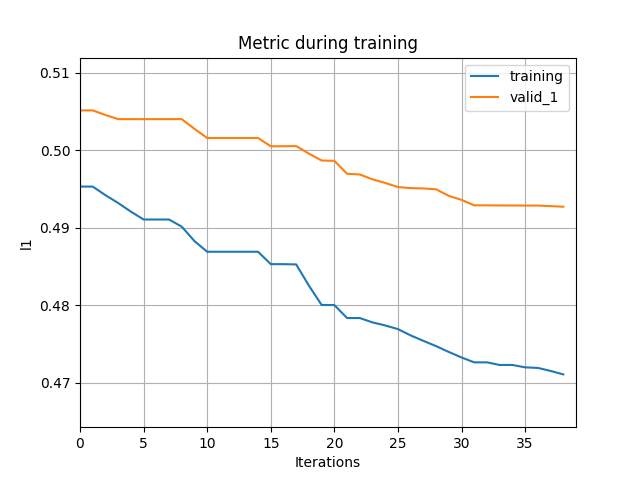 Metric during training
0.51
0.50
0.49
0.48
0.47
l1
training
valid_1
0 5 10 15 20 25 30 35
Iterations